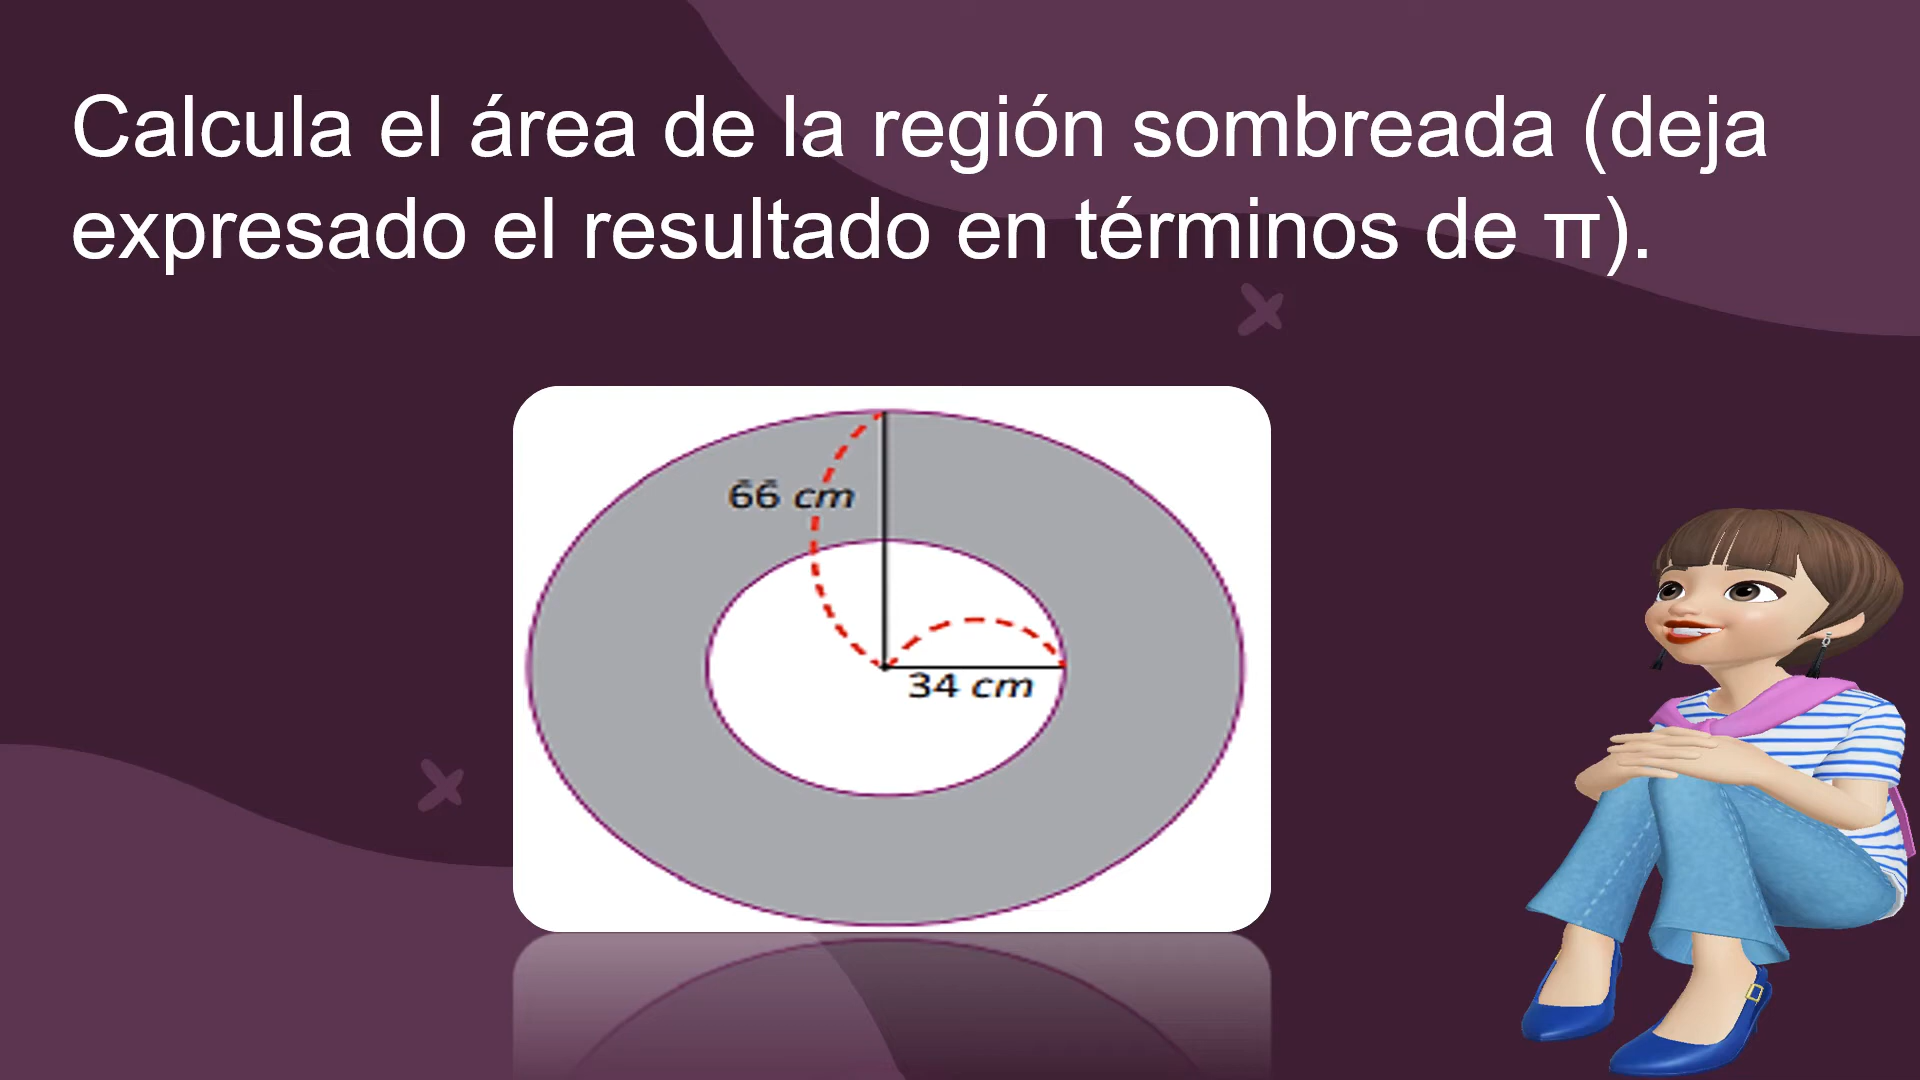 Calcula el área de la región sombreada (deja
expresado el resultado en términos de π).
66 cm
34 cm